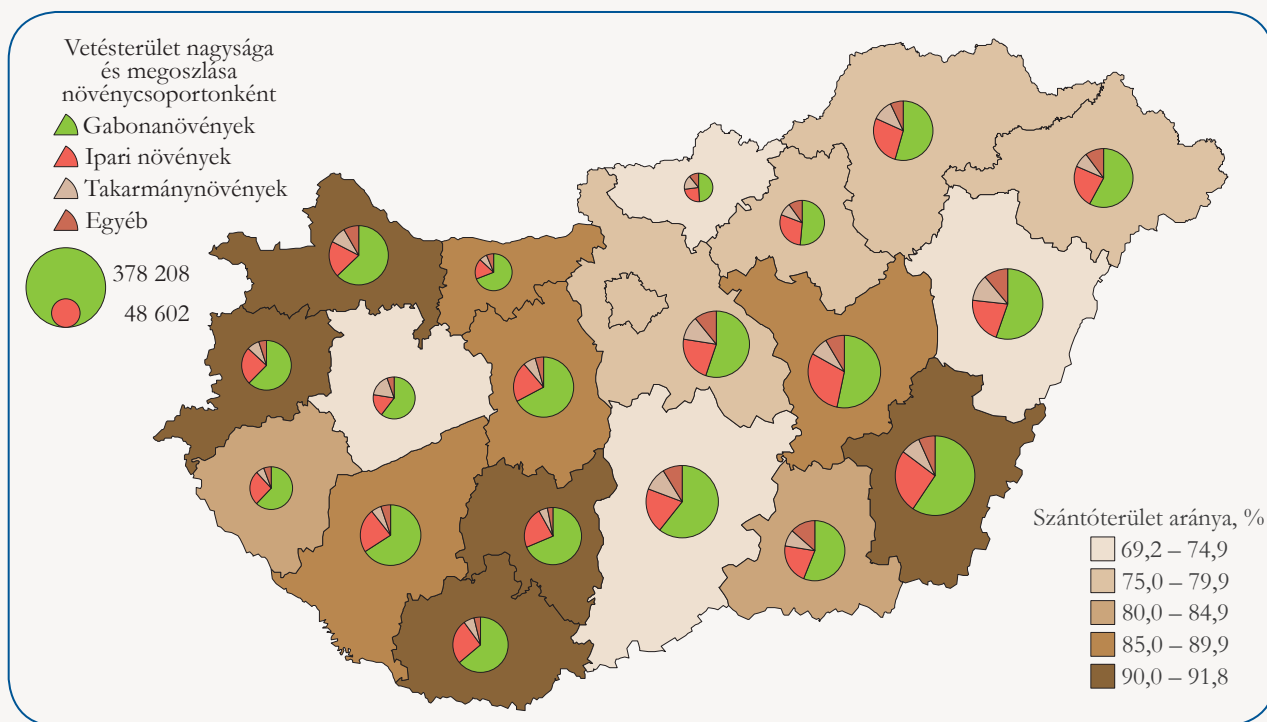 Vetésterület nagysága
és megoszlása
növénycsoportonként
Gabonanövények
Ipari növények
Takarmánynövények
Egyéb
378 208
48 602
Szántóterület aránya, %
69,2 – 74,9
75,0 – 79,9
80,0 – 84,9
85,0 – 89,9
90,0 – 91,8